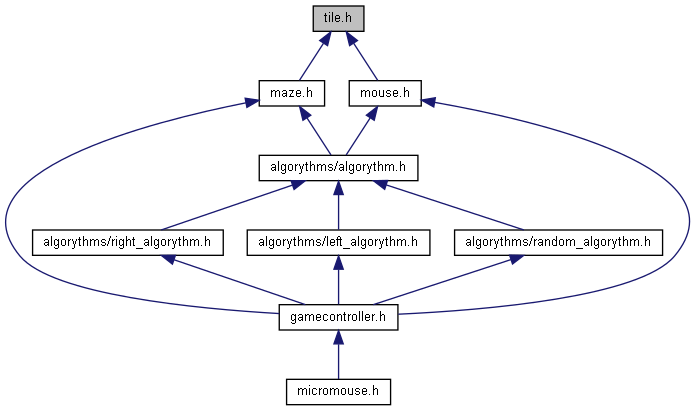 tile.h
maze.h
mouse.h
algorythms/algorythm.h
algorythms/right_algorythm.h
algorythms/left_algorythm.h
algorythms/random_algorythm.h
gamecontroller.h
micromouse.h